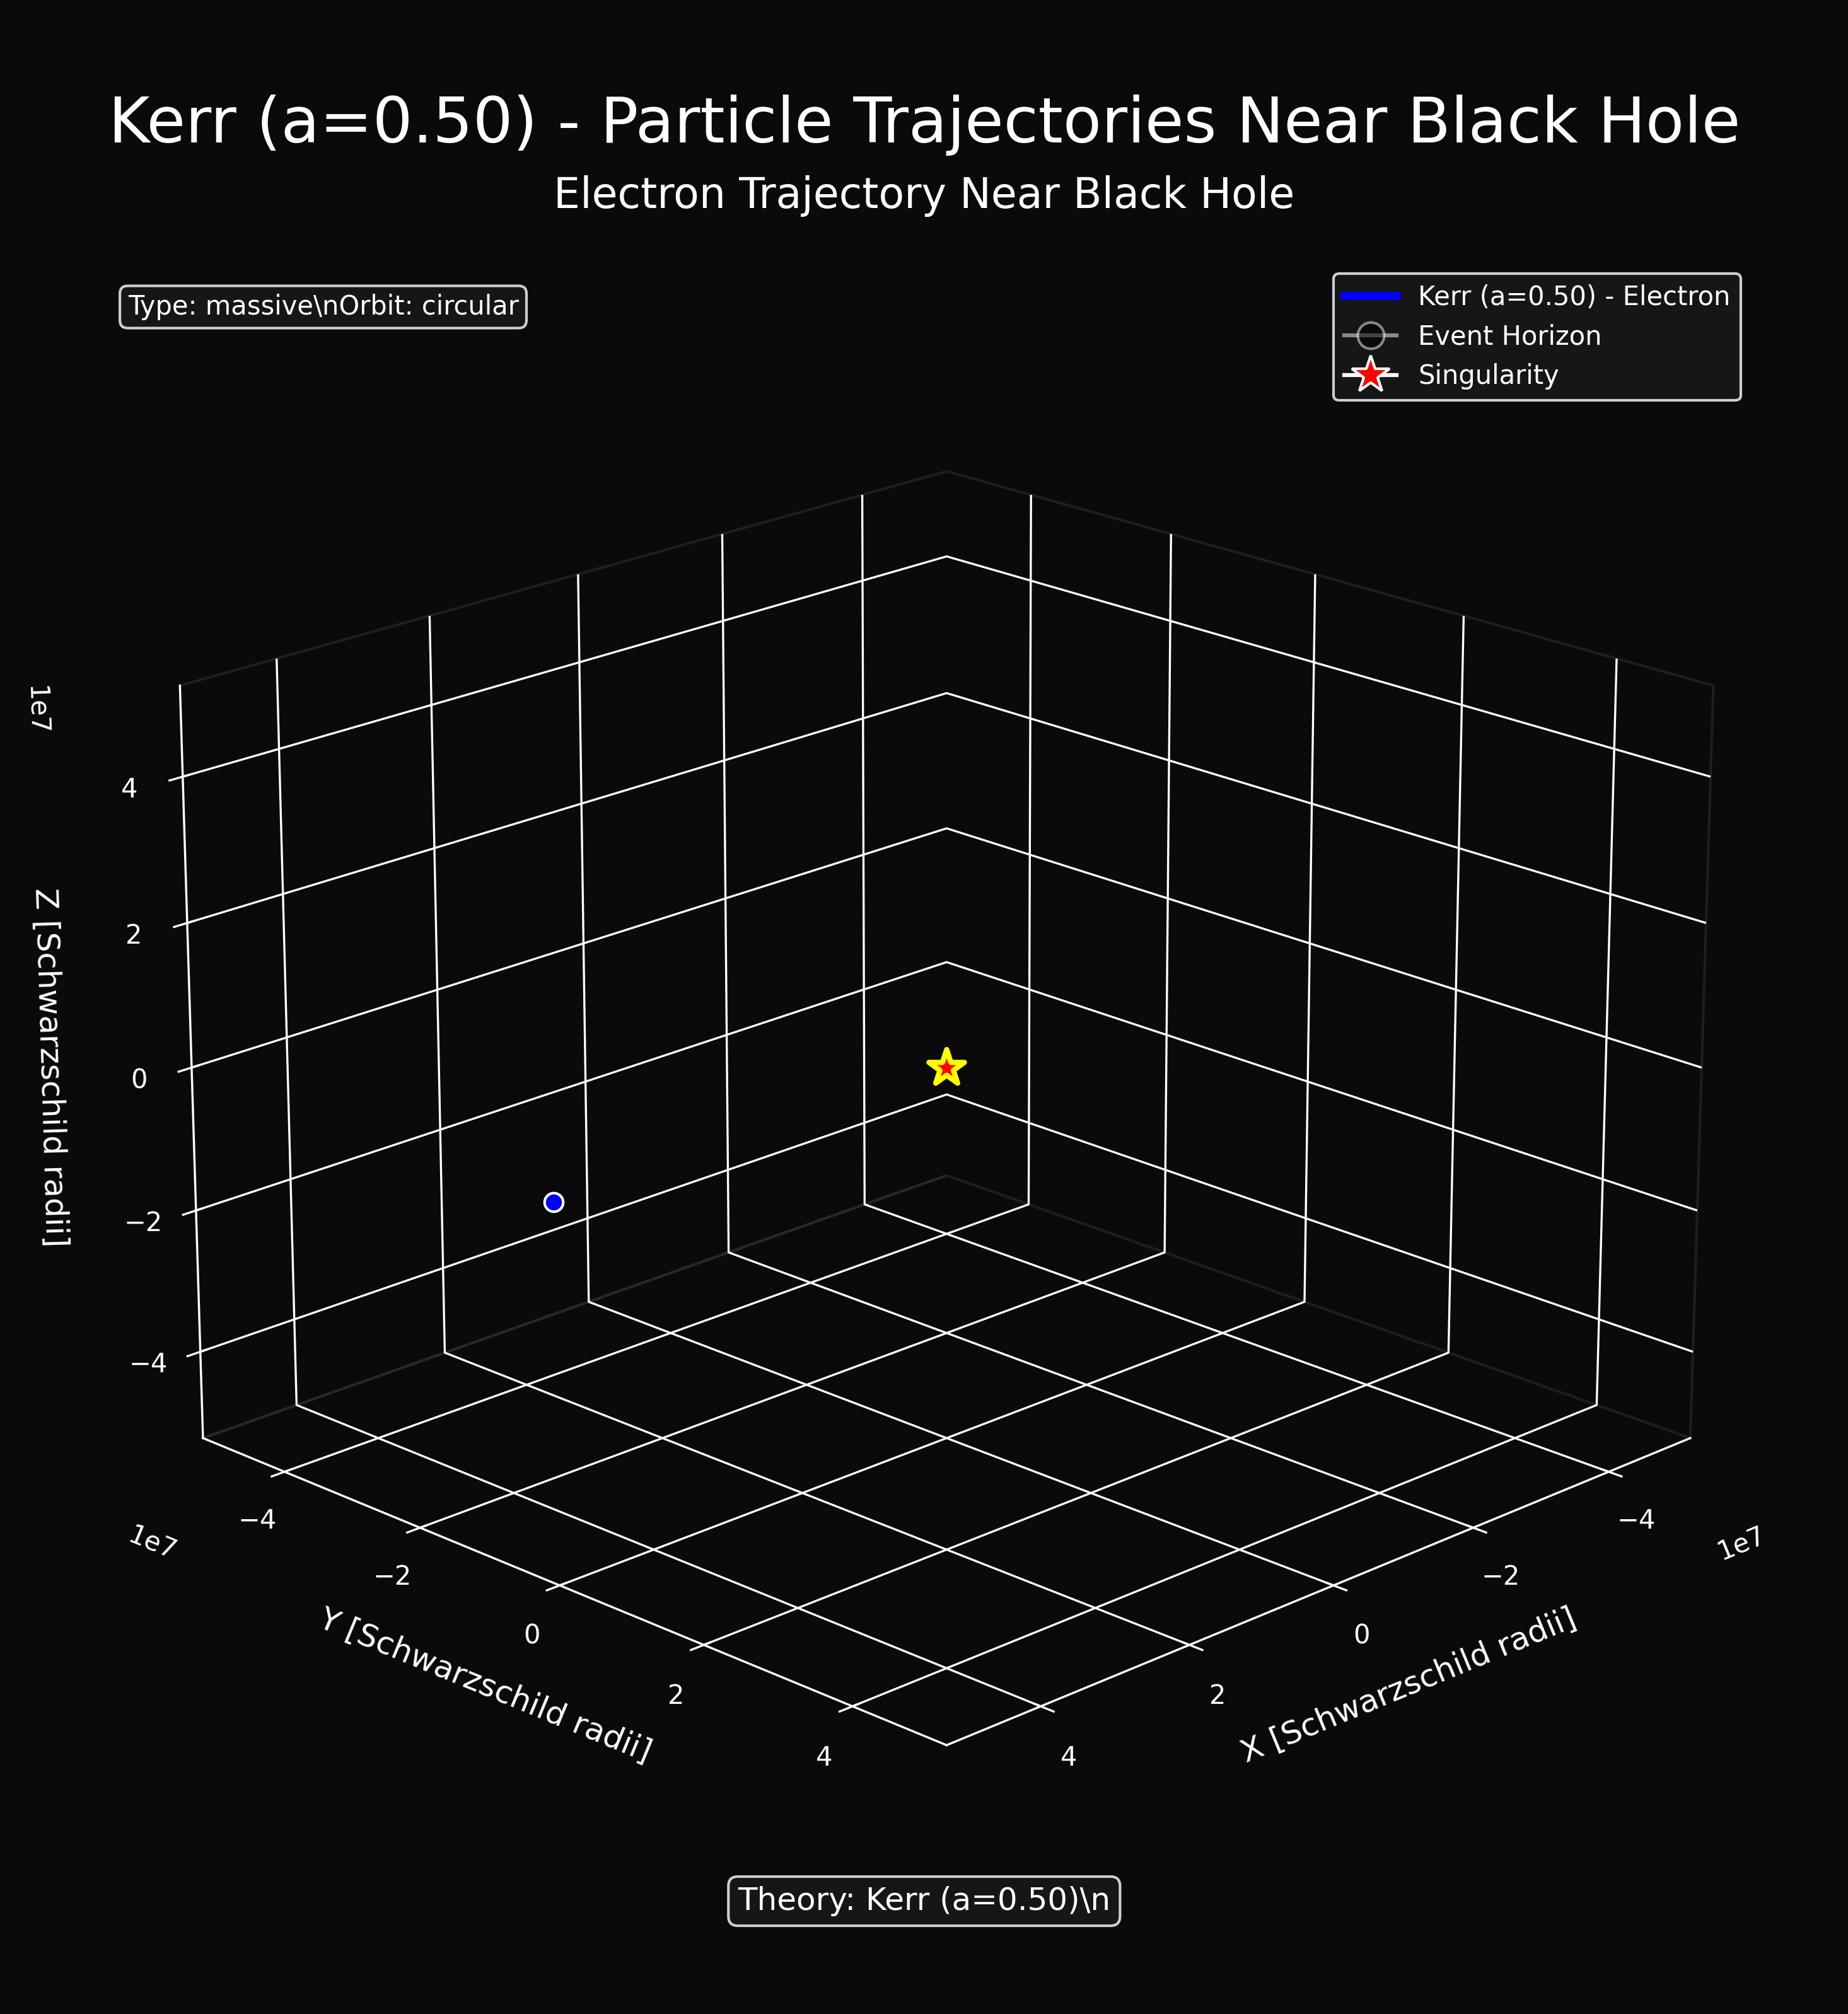 Kerr (a=0.50) - Particle Trajectories Near Black Hole
Electron Trajectory Near Black Hole
Type: massive\nOrbit: circular
Kerr (a=0.50) - Electron
Event Horizon
Singularity
1e7
4
2
0
−2
−4
Z [Schwarzschild radii]
1e7
−4
−2
0
2
4
Y [Schwarzschild radii]
4
2
0
−2
−4
1e7
X [Schwarzschild radii]
Theory: Kerr (a=0.50)\n